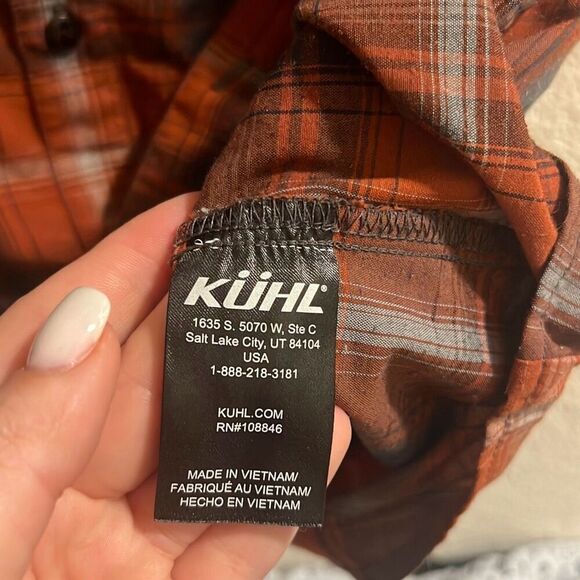 KÜHL®
1635 S. 5070 W, Ste C
Salt Lake City, UT 84104
USA
1-888-218-3181
KUHL.COM
RN#108846
MADE IN VIETNAM/
FABRIQUÉ AU VIETNAM/
HECHO EN VIETNAM